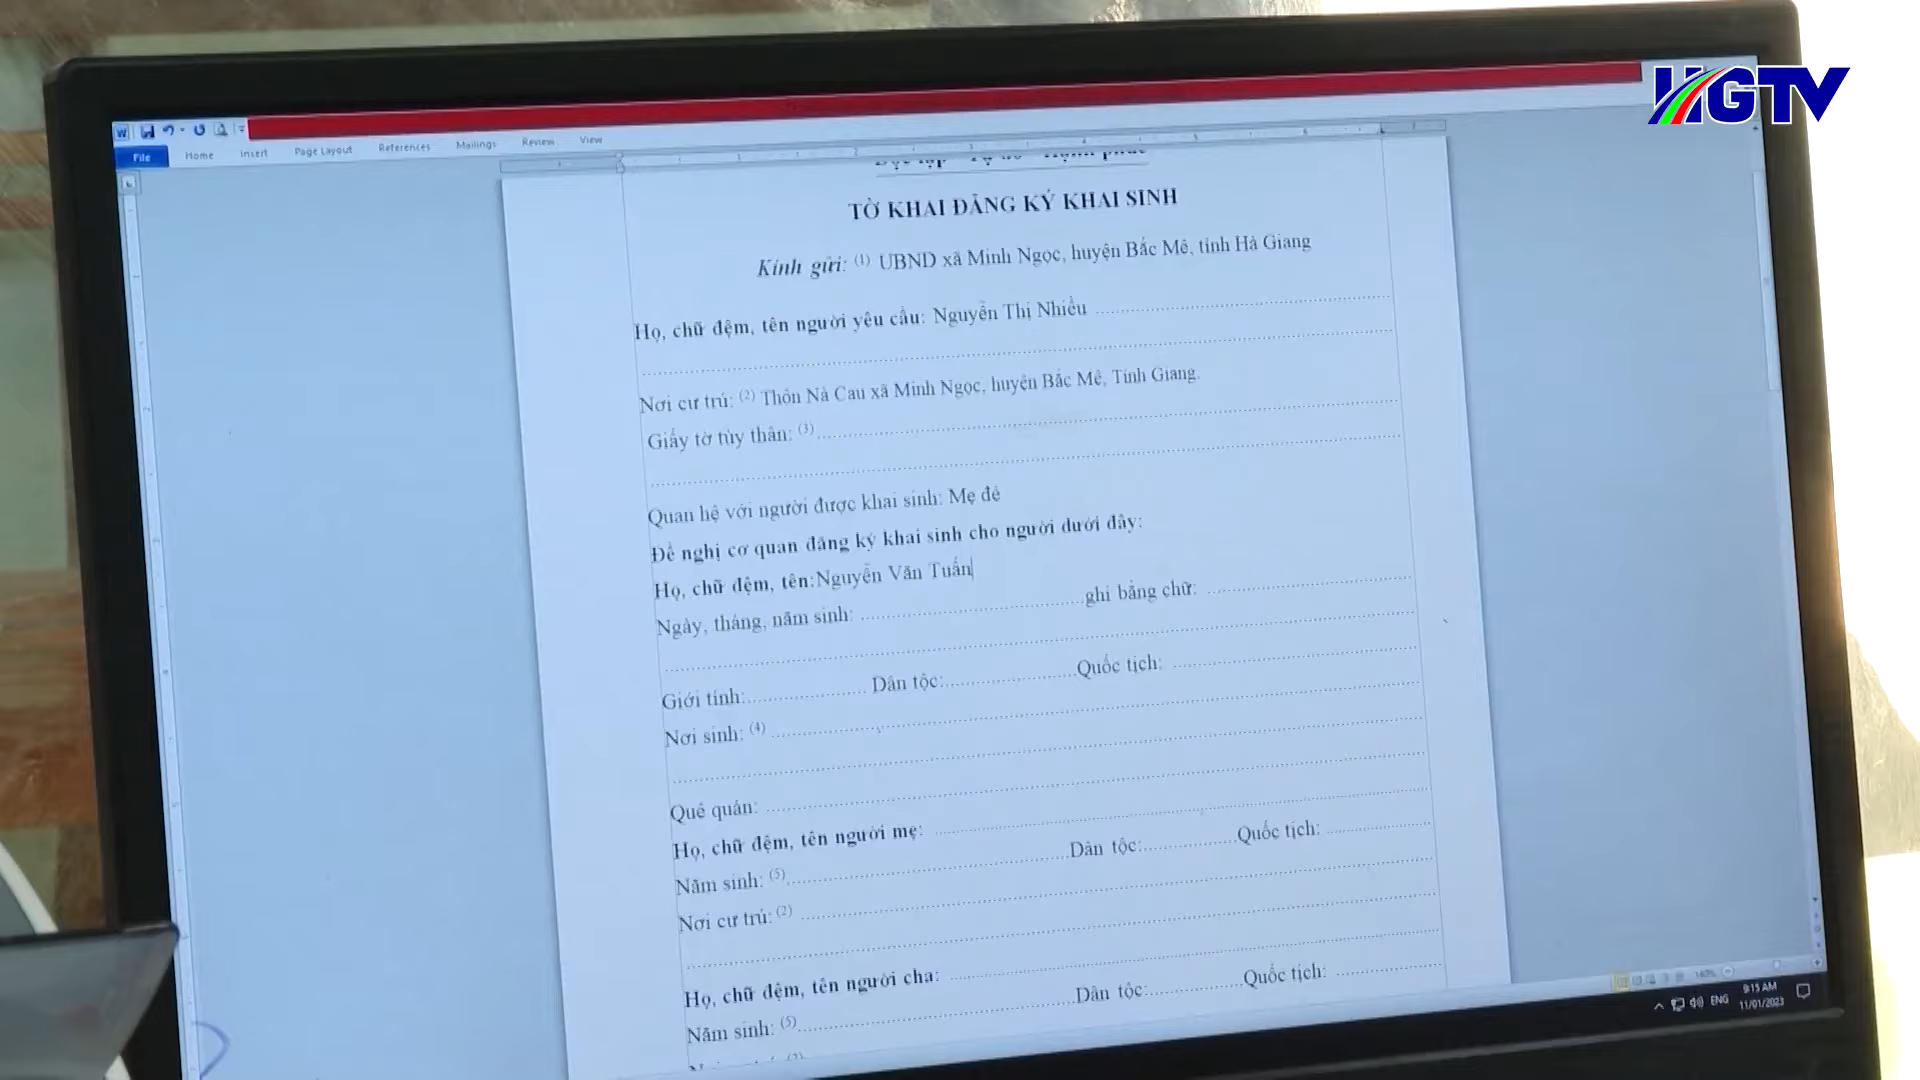 HGTV
File Home Insert Page Layout References Mailings Review View
TỜ KHAI ĐĂNG KÝ KHAI SINH
Kính gửi: (1) UBND xã Minh Ngọc, huyện Bắc Mê, tỉnh Hà Giang
Họ, chữ đệm, tên người yêu cầu: Nguyễn Thị Nhiều
Nơi cư trú: (2) Thôn Nà Cau xã Minh Ngọc, huyện Bắc Mê, Tỉnh Giang.
Giấy tờ tùy thân: (3)
Quan hệ với người được khai sinh: Mẹ đẻ
Đề nghị cơ quan đăng ký khai sinh cho người dưới đây:
Họ, chữ đệm, tên:Nguyễn Văn Tuấn
Ngày, tháng, năm sinh: ghi bằng chữ:
Giới tính: Dân tộc: Quốc tịch:
Nơi sinh: (4)
Quê quán:
Họ, chữ đệm, tên người mẹ:
Năm sinh: (5) Dân tộc: Quốc tịch:
Nơi cư trú: (2)
Họ, chữ đệm, tên người cha:
Năm sinh: (5) Dân tộc: Quốc tịch:
140%
ENG 9:15 AM
11/01/2023